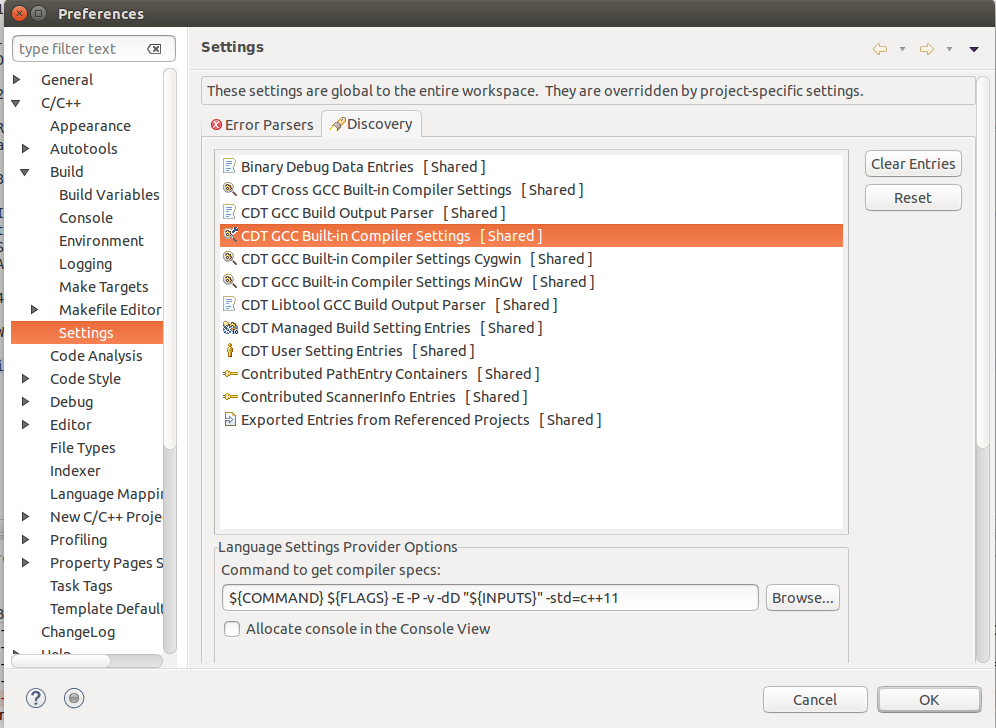 Preferences
type filter text
General
C/C++
Appearance
Autotools
Build
Build Variables
Console
Environment
Logging
Make Targets
Makefile Editor
Settings
Code Analysis
Code Style
Debug
Editor
File Types
Indexer
Language Mappin
New C/C++ Proje
Profiling
Property Pages S
Task Tags
Template Default
ChangeLog
Help
Settings
These settings are global to the entire workspace. They are overridden by project-specific settings.
Error Parsers
Discovery
Binary Debug Data Entries [ Shared ]
CDT Cross GCC Built-in Compiler Settings [ Shared ]
CDT GCC Build Output Parser [ Shared ]
CDT GCC Built-in Compiler Settings [ Shared ]
CDT GCC Built-in Compiler Settings Cygwin [ Shared ]
CDT GCC Built-in Compiler Settings MinGW [ Shared ]
CDT Libtool GCC Build Output Parser [ Shared ]
CDT Managed Build Setting Entries [ Shared ]
CDT User Setting Entries [ Shared ]
Contributed PathEntry Containers [ Shared ]
Contributed ScannerInfo Entries [ Shared ]
Exported Entries from Referenced Projects [ Shared ]
Clear Entries
Reset
Language Settings Provider Options
Command to get compiler specs:
${COMMAND} ${FLAGS} -E -P -v -dD "${INPUTS}" -std=c++11
Browse...
Allocate console in the Console View
?
Cancel
OK